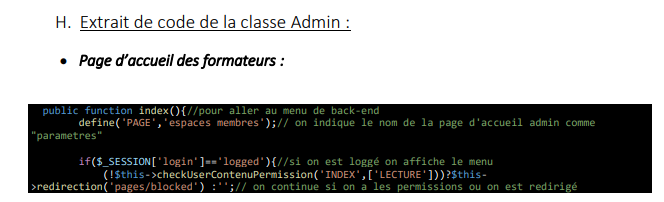 H. Extrait de code de la classe Admin :
• Page d'accueil des formateurs :
public function index(){//pour aller au menu de back-end
define('PAGE','espaces membres');// on indique le nom de la page d'accueil admin comme
"parametres"
if($_SESSION['login']=='logged'){//si on est loggé on affiche le menu
(!$this->checkUserContenuPermission('INDEX',['LECTURE']))?$this-
>redirection('pages/blocked') :'';// on continue si on a les permissions ou on est redirigé